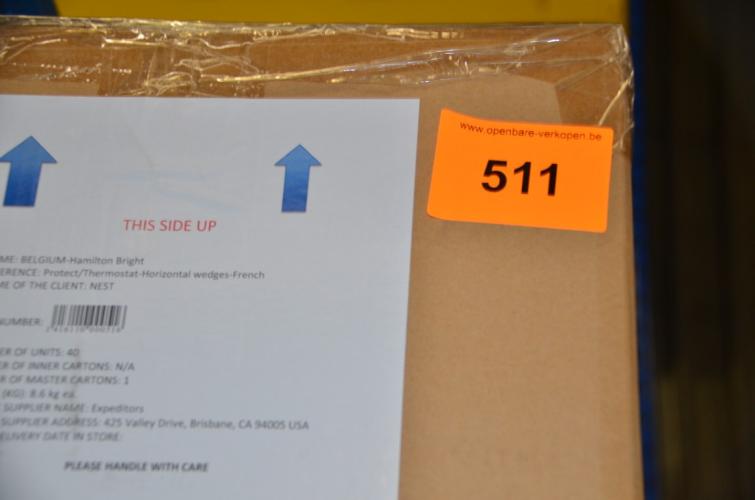 www.openbare-verkopen.be
511
THIS SIDE UP
ME: BELGIUM-Hamilton Bright
ERENCE: Protect/Thermostat-Horizontal wedges-French
ME OF THE CLIENT: NEST
NUMBER:
ER OF UNITS: 40
ER OF INNER CARTONS: N/A
R OF MASTER CARTONS: 1
(KG): 8.6 kg ea.
SUPPLIER NAME: Expeditors
SUPPLIER ADDRESS: 425 Valley Drive, Brisbane, CA 94005 USA
ELIVERY DATE IN STORE:
PLEASE HANDLE WITH CARE